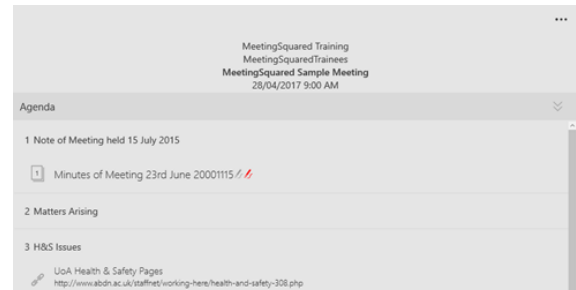 MeetingSquared Training
MeetingSquaredTrainees
MeetingSquared Sample Meeting
28/04/2017 9:00 AM
Agenda
1 Note of Meeting held 15 July 2015
1
Minutes of Meeting 23rd June 20001115
2 Matters Arising
3 H&S Issues
UoA Health & Safety Pages
http://www.abdn.ac.uk/staffnet/working-here/health-and-safety-308.php